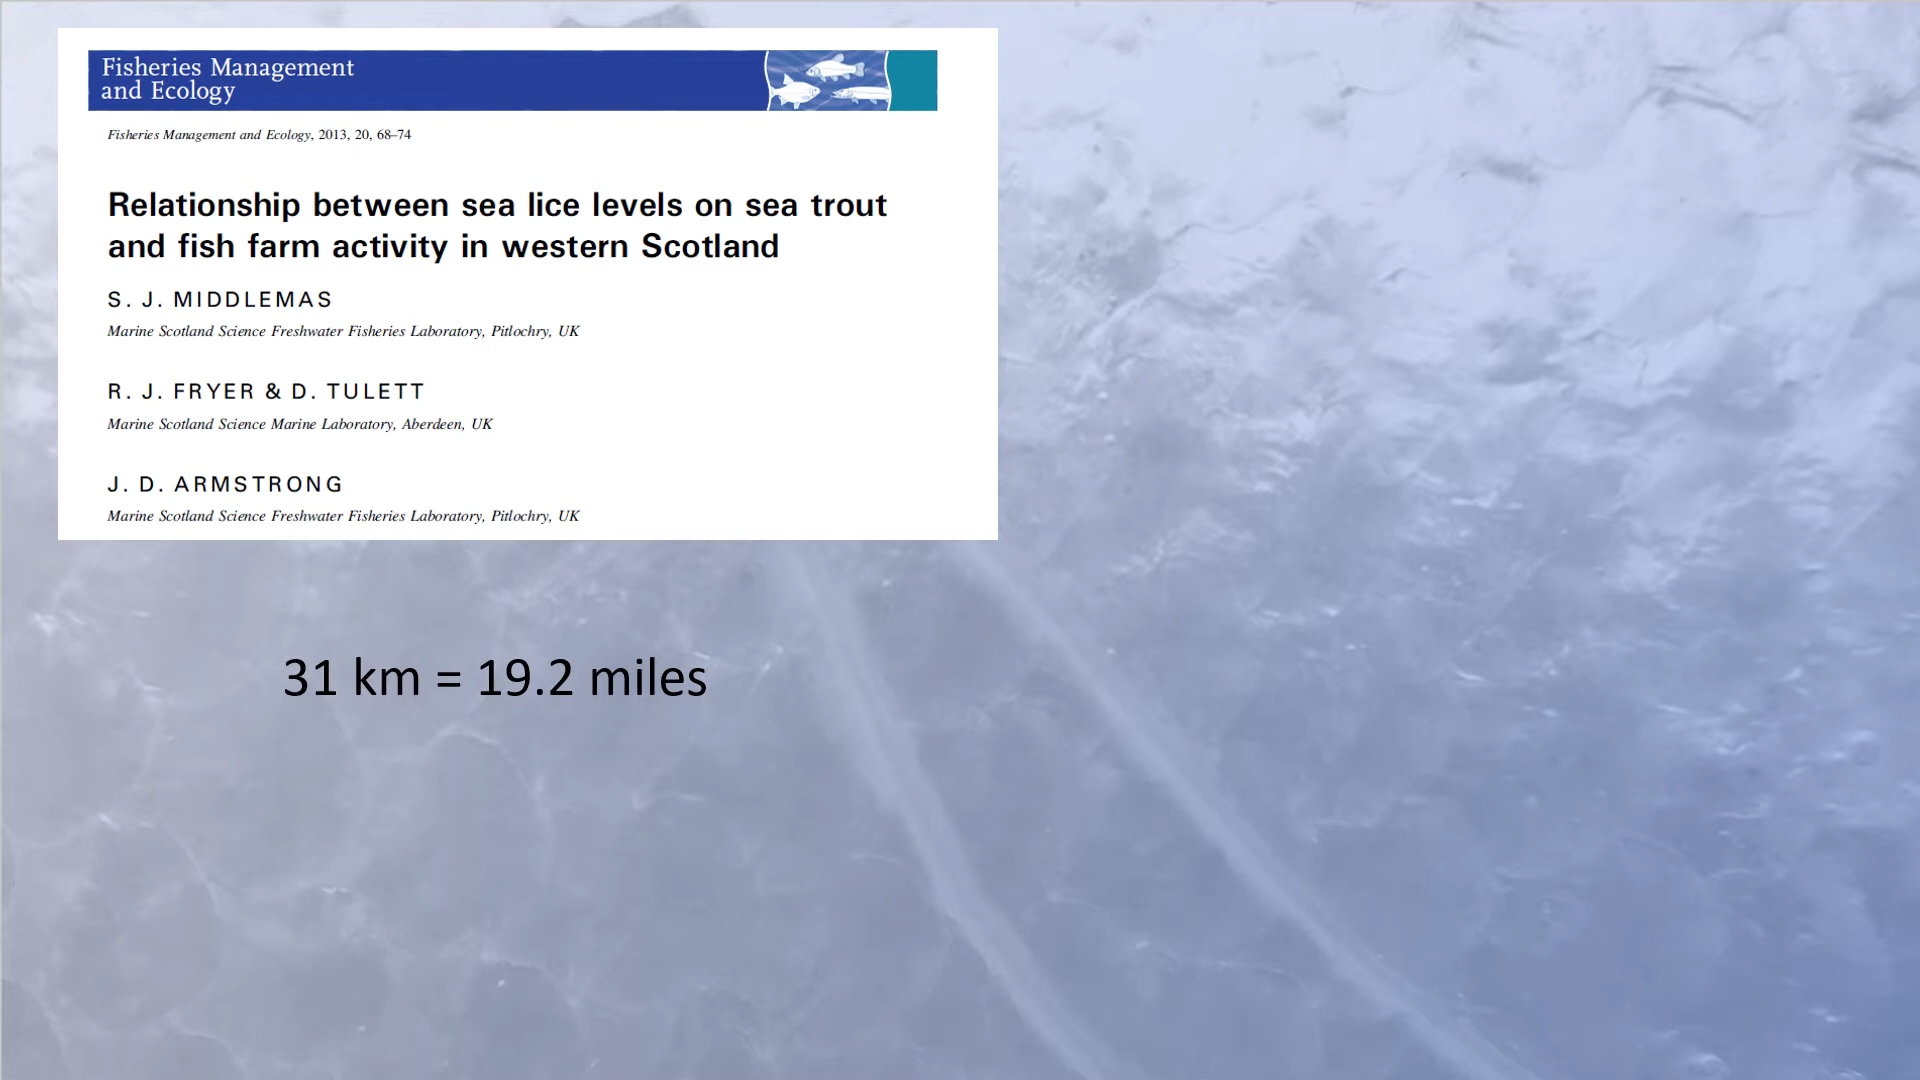 Fisheries Management
and Ecology
Fisheries Management and Ecology, 2013, 20, 68–74
Relationship between sea lice levels on sea trout
and fish farm activity in western Scotland
S. J. MIDDLEMAS
Marine Scotland Science Freshwater Fisheries Laboratory, Pitlochry, UK
R. J. FRYER & D. TULETT
Marine Scotland Science Marine Laboratory, Aberdeen, UK
J. D. ARMSTRONG
Marine Scotland Science Freshwater Fisheries Laboratory, Pitlochry, UK
31 km = 19.2 miles